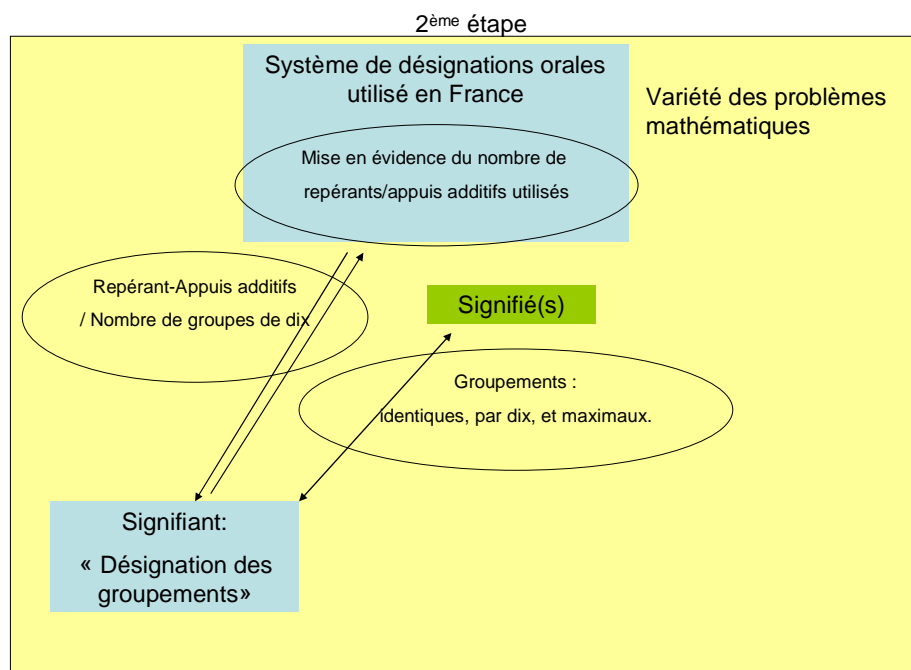 2ème étape
Système de désignations orales
utilisé en France
Variété des problèmes
mathématiques
Mise en évidence du nombre de
repérants/appuis additifs utilisés
Repérant-Appuis additifs
/ Nombre de groupes de dix
Signifié(s)
Groupements :
identiques, par dix, et maximaux.
Signifiant:
« Désignation des
groupements»